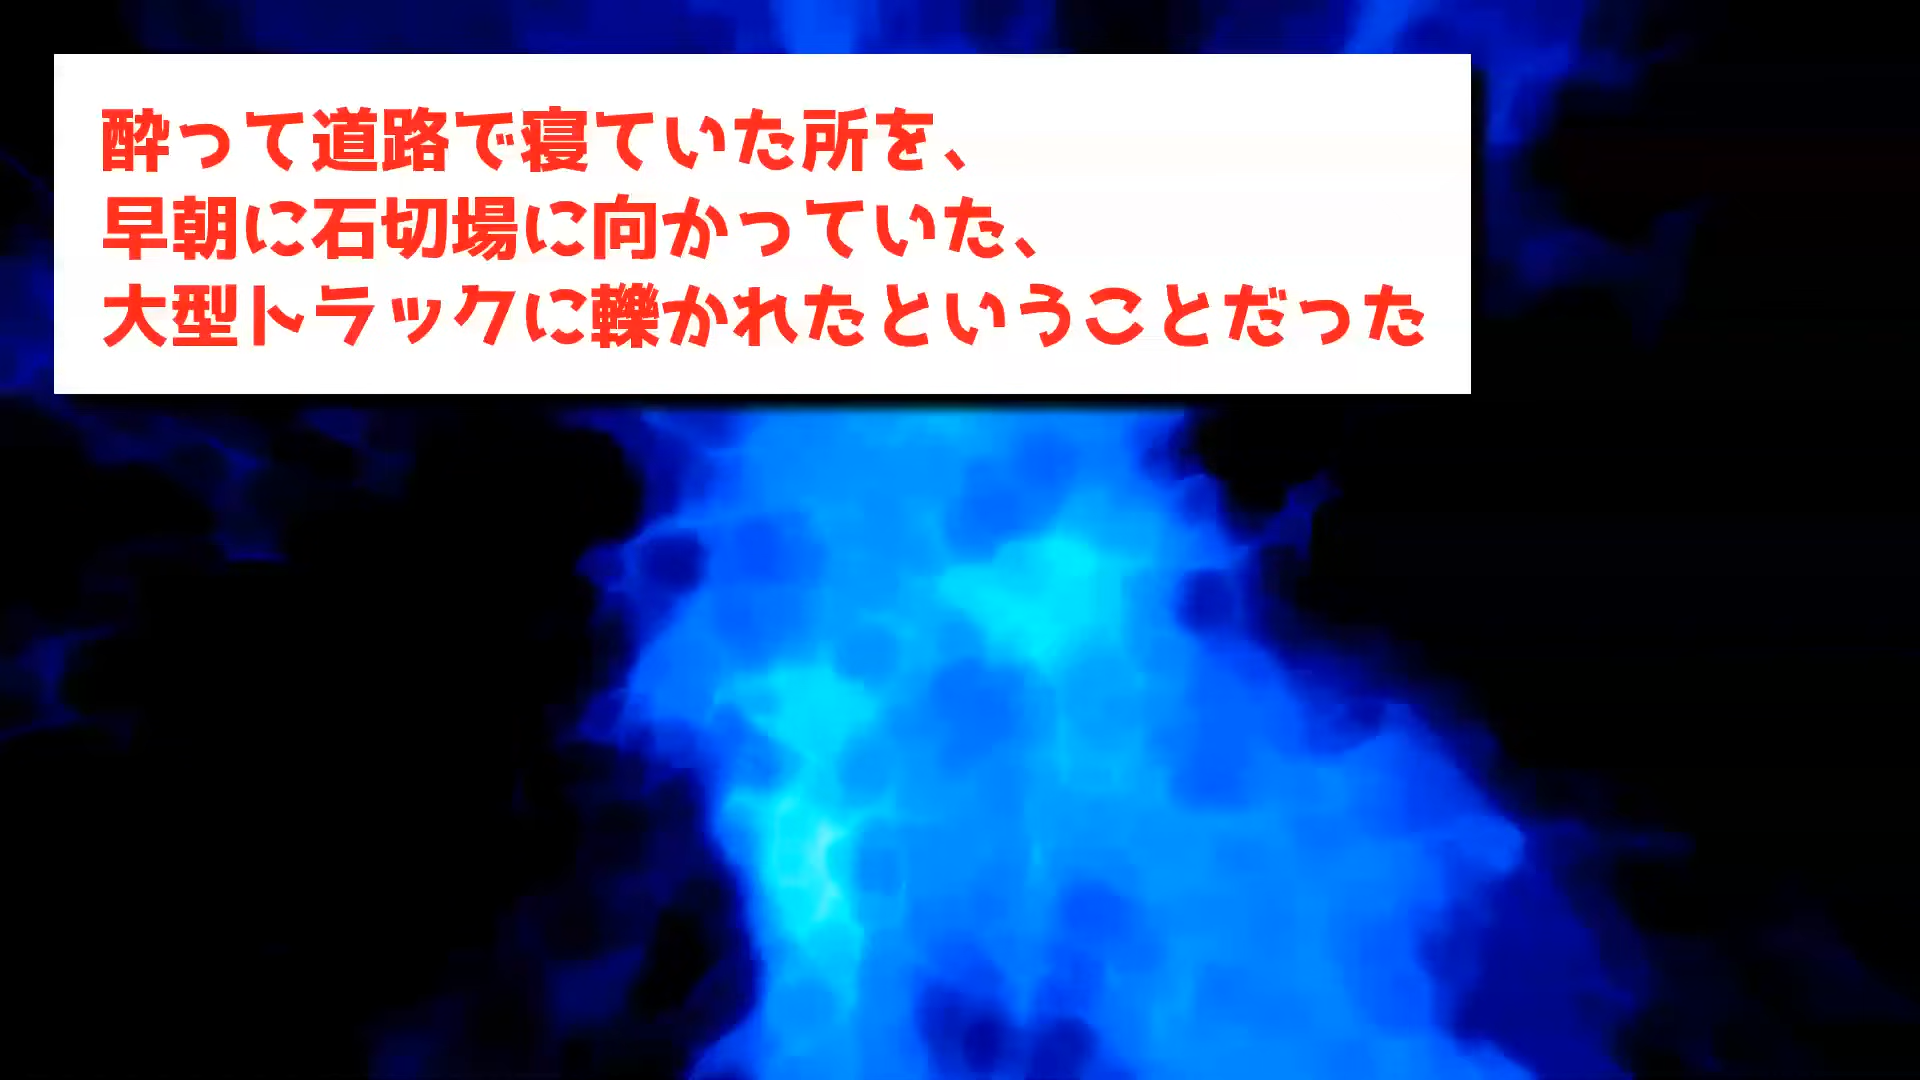 酔って道路で寝ていた所を、
早朝に石切場に向かっていた、
大型トラックに轢かれたということだった